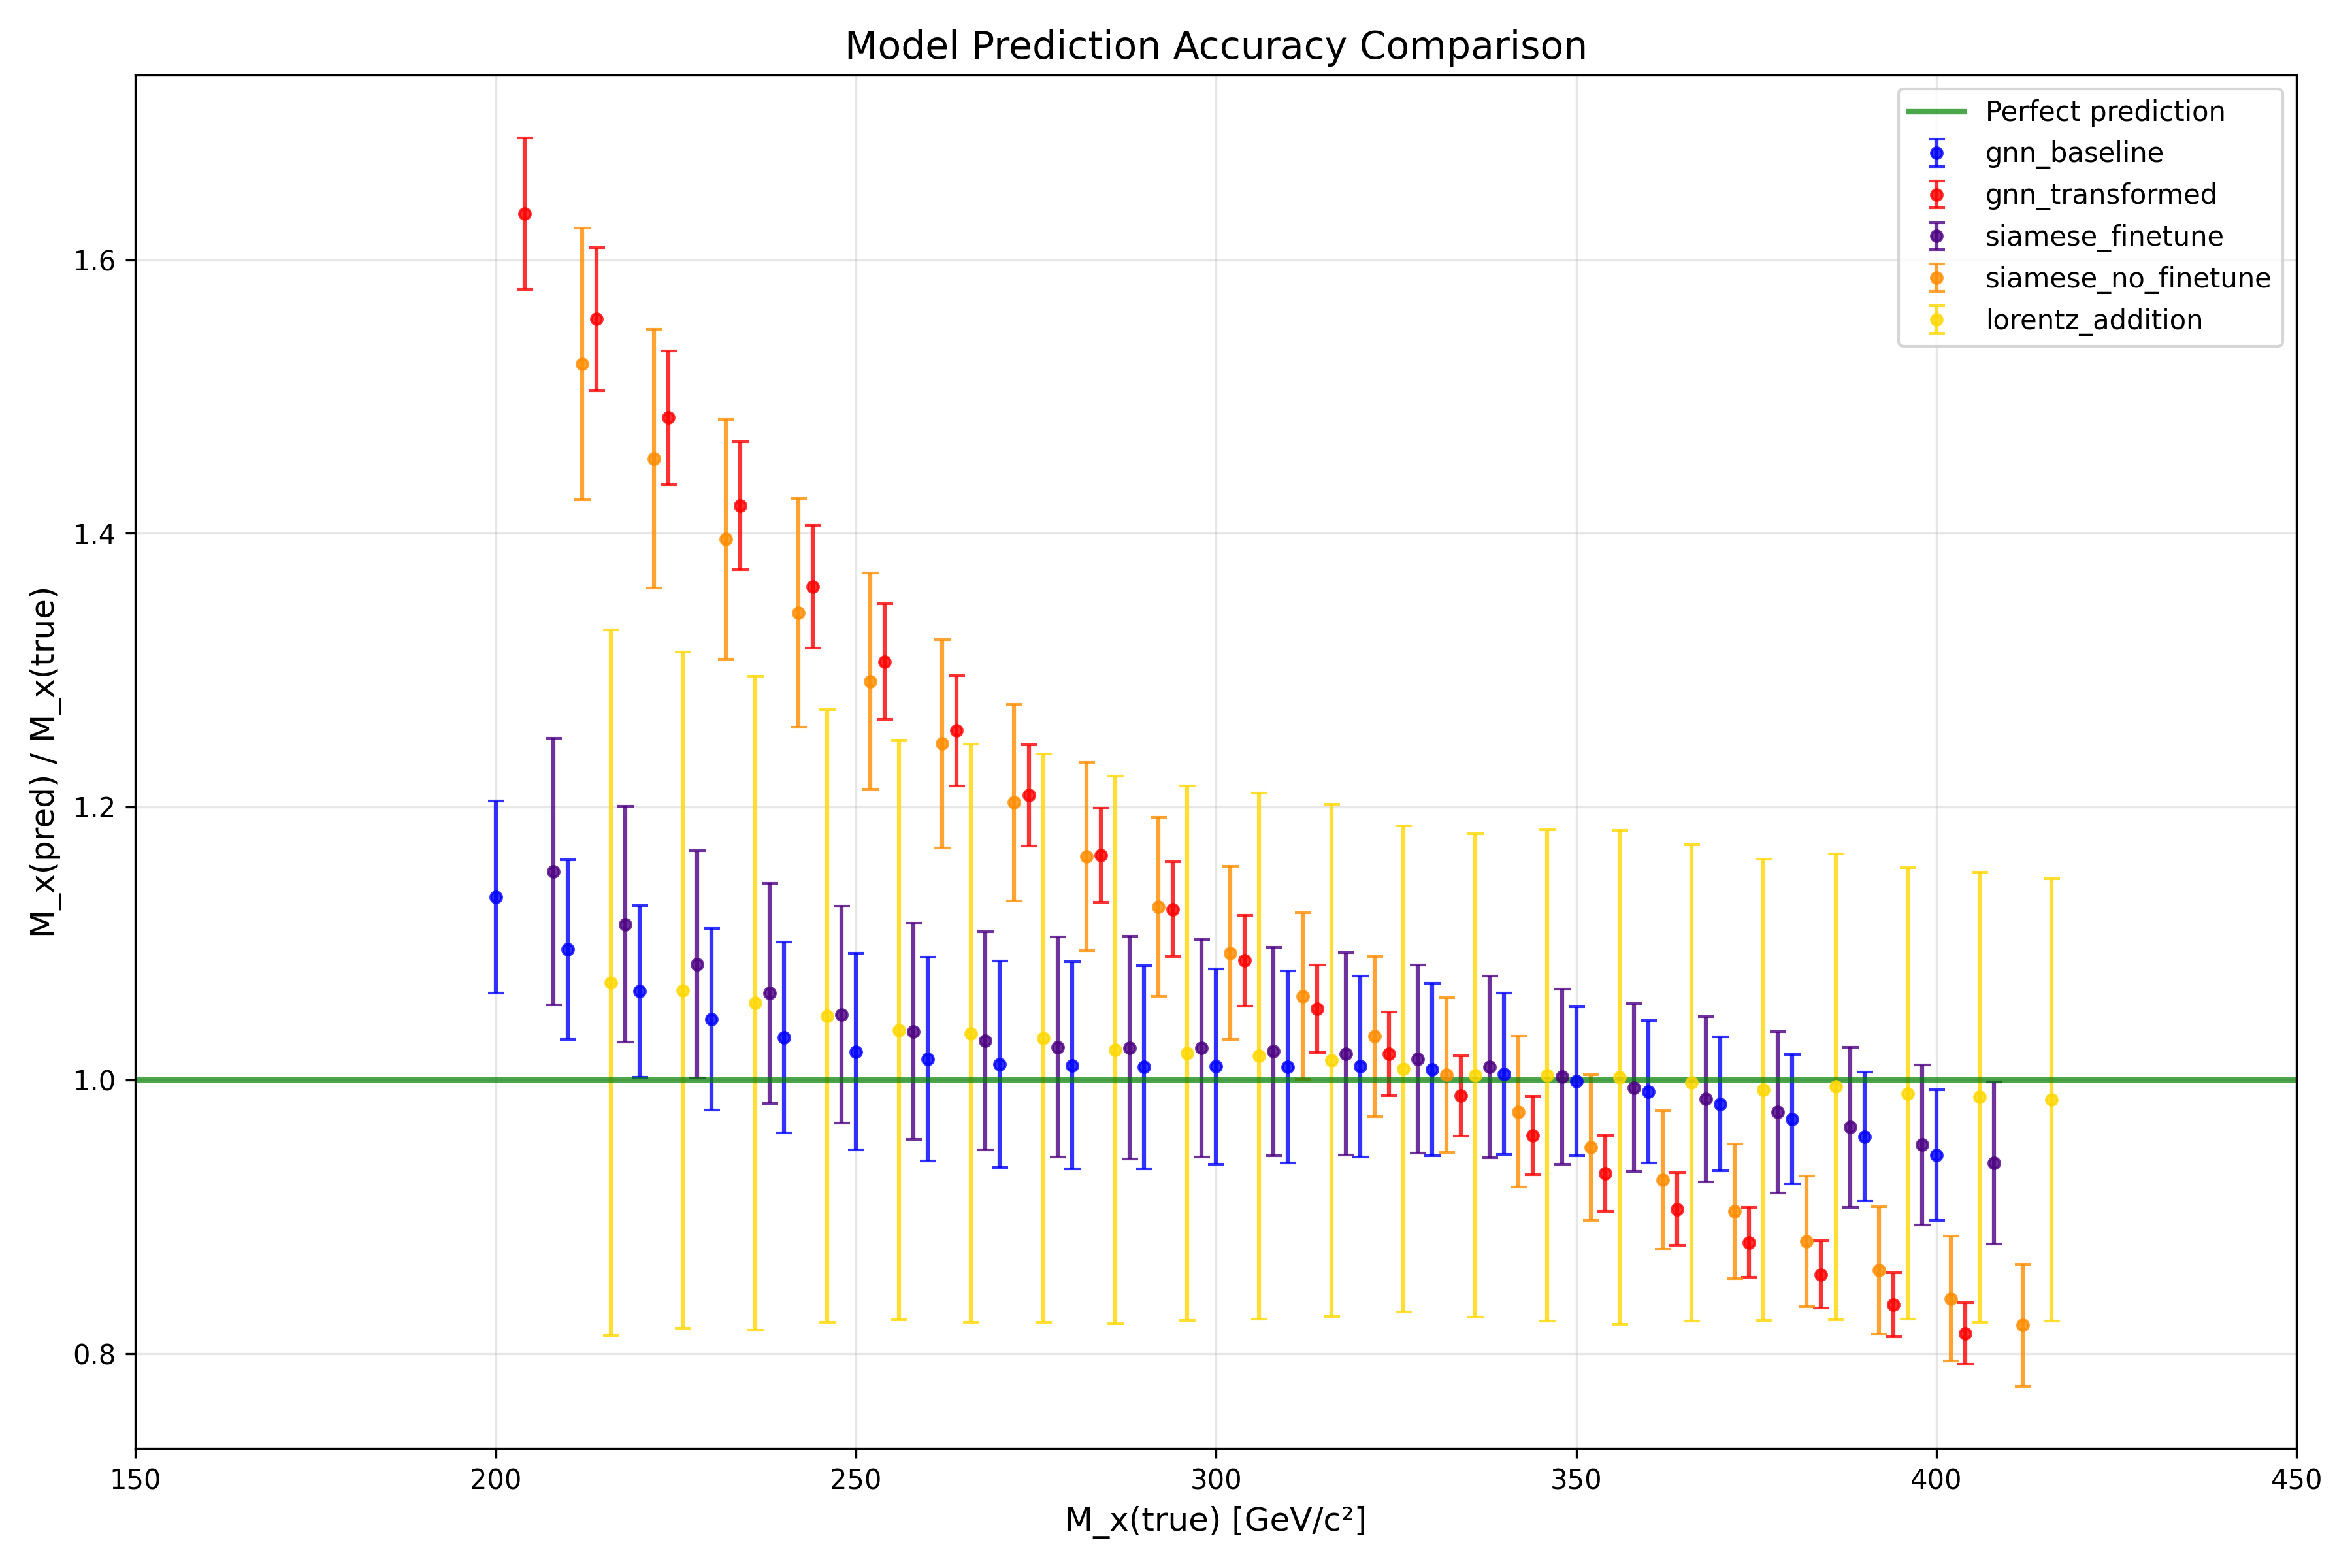 Model Prediction Accuracy Comparison
Perfect prediction
gnn_baseline
gnn_transformed
siamese_finetune
siamese_no_finetune
lorentz_addition
M_x(pred) / M_x(true)
1.6
1.4
1.2
1.0
0.8
150 200 250 300 350 400 450
M_x(true) [GeV/c²]